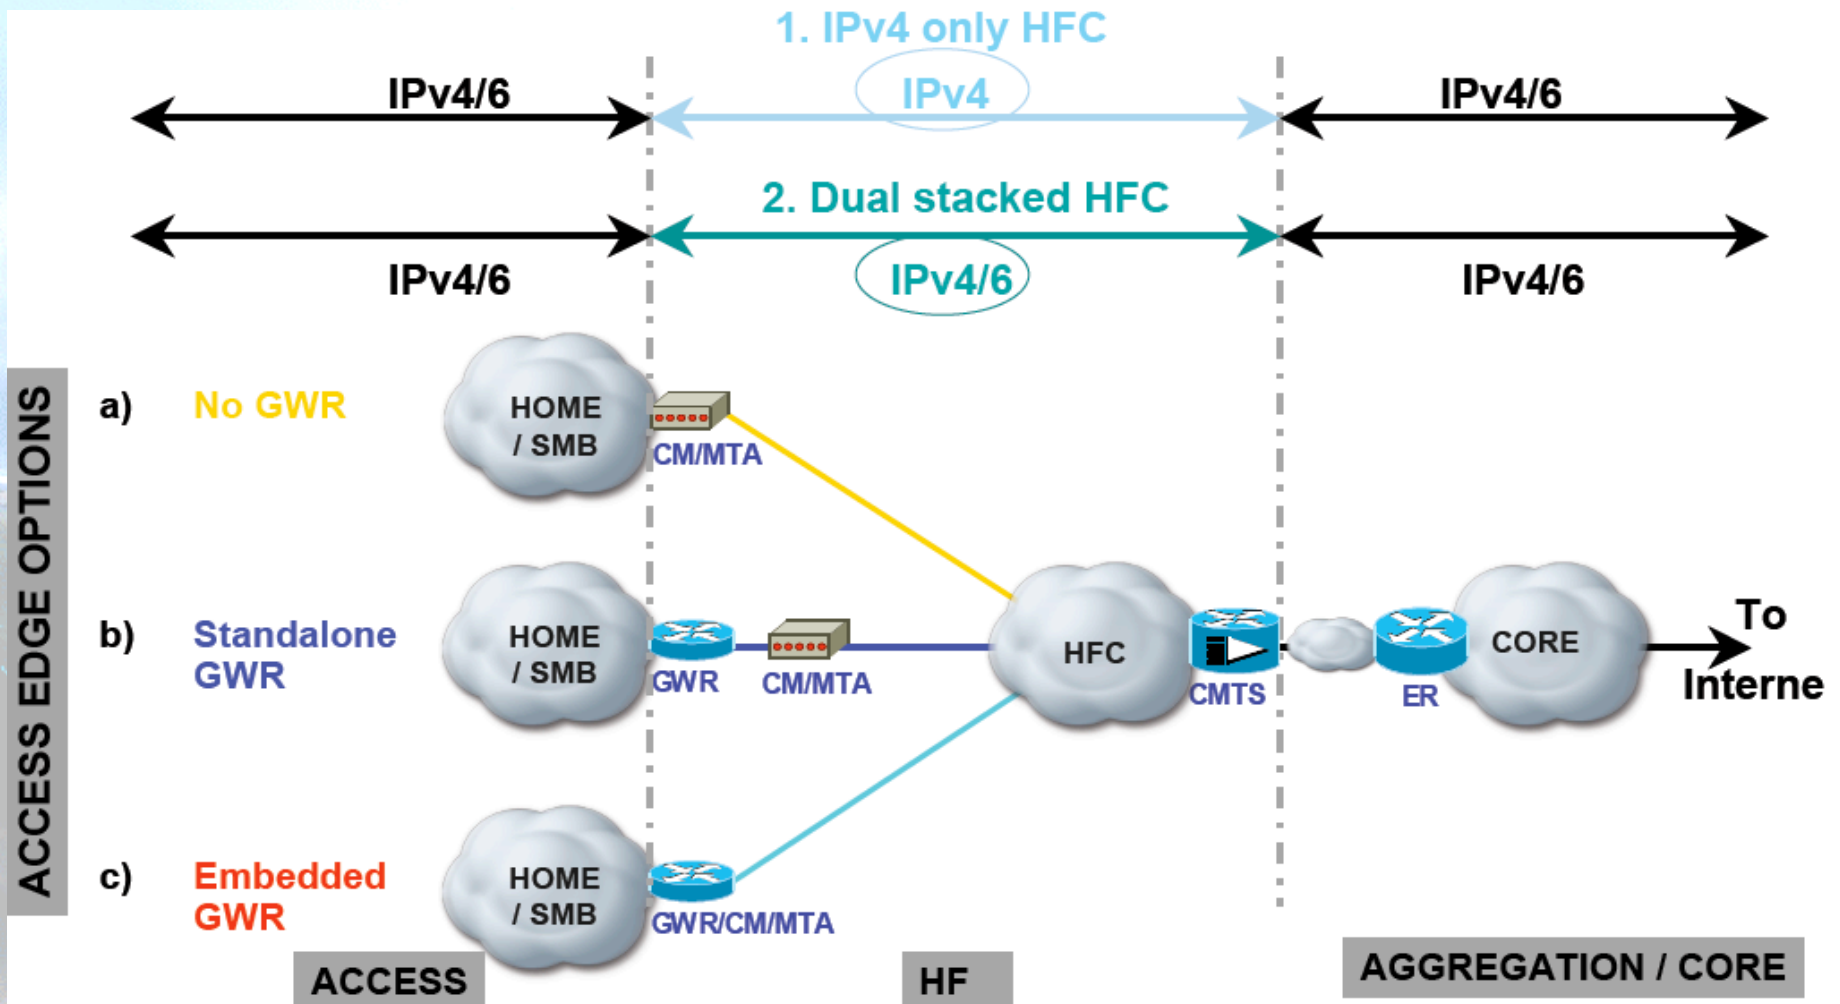 1. IPv4 only HFC
IPv4/6
IPv4
IPv4/6
2. Dual stacked HFC
IPv4/6
IPv4/6
IPv4/6
ACCESS EDGE OPTIONS
a)
No GWR
HOME
/ SMB
CM/MTA
b)
Standalone
GWR
HOME
/ SMB
GWR
CM/MTA
HFC
CMTS
ER
CORE
To
Interne
c)
Embedded
GWR
HOME
/ SMB
GWR/CM/MTA
ACCESS
HF
AGGREGATION / CORE